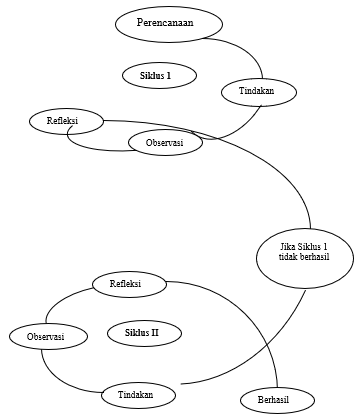 Perencanaan
Siklus 1
Tindakan
Refleksi
Observasi
Jika Siklus 1
tidak berhasil
Refleksi
Observasi
Siklus II
Tindakan
Berhasil